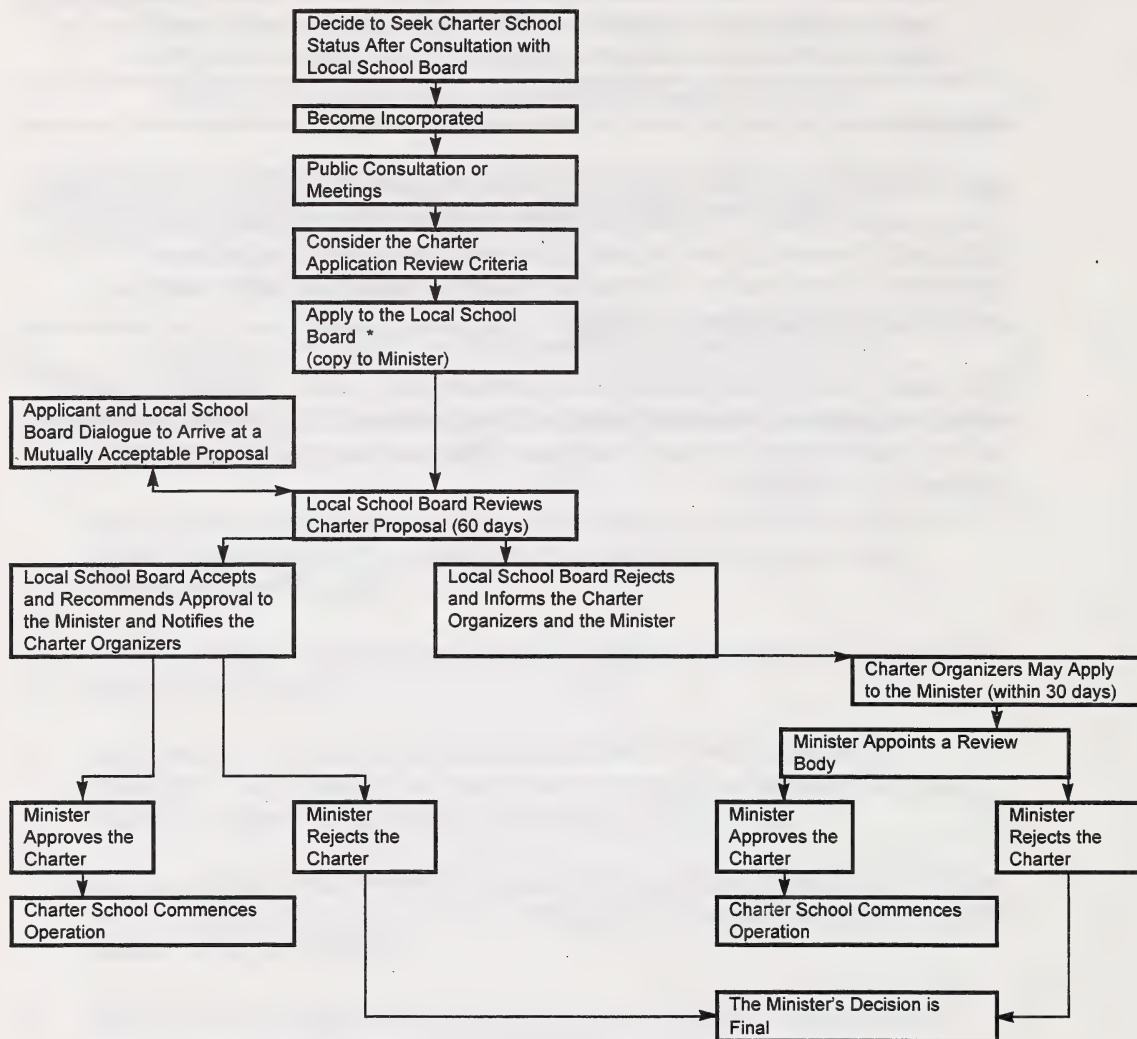 Decide to Seek Charter School
Status After Consultation with
Local School Board
Become Incorporated
Public Consultation or
Meetings
Consider the Charter
Application Review Criteria
Apply to the Local School
Board *
(copy to Minister)
Applicant and Local School
Board Dialogue to Arrive at a
Mutually Acceptable Proposal
Local School Board Reviews
Charter Proposal (60 days)
Local School Board Accepts
and Recommends Approval to
the Minister and Notifies the
Charter Organizers
Local School Board Rejects
and Informs the Charter
Organizers and the Minister
Charter Organizers May Apply
to the Minister (within 30 days)
Minister Appoints a Review
Body
Minister
Approves the
Charter
Minister
Rejects the
Charter
Minister
Approves the
Charter
Minister
Rejects the
Charter
Charter School Commences
Operation
Charter School Commences
Operation
The Minister's Decision is
Final